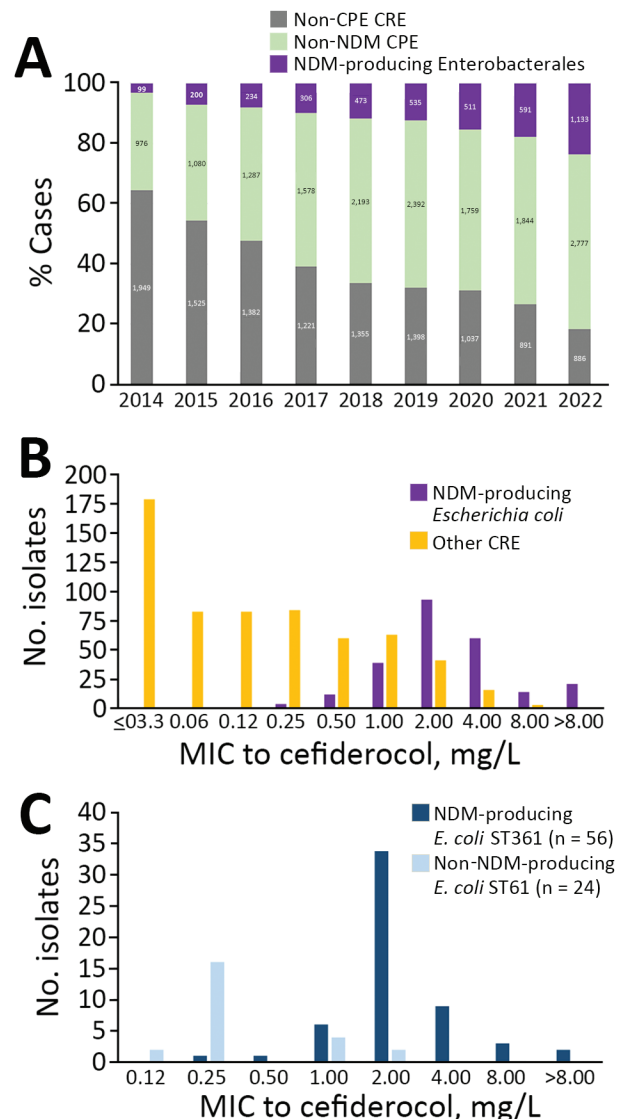 A
Non-CPE CRE
Non-NDM CPE
NDM-producing Enterobacterales
% Cases
100
80
60
40
20
0
99 200 234 306 473 535 511 591 1,133
976 1,080 1,287 1,578 2,193 2,392 1,759 1,844 2,777
1,949 1,525 1,382 1,221 1,355 1,398 1,037 891 886
2014 2015 2016 2017 2018 2019 2020 2021 2022
B
No. isolates
200
175
150
125
100
75
50
25
0
NDM-producing
Escherichia coli
Other CRE
≤03.3 0.06 0.12 0.25 0.50 1.00 2.00 4.00 8.00 >8.00
MIC to cefiderocol, mg/L
C
No. isolates
40
35
30
25
20
15
10
5
0
NDM-producing
E. coli ST361 (n = 56)
Non-NDM-producing
E. coli ST61 (n = 24)
0.12 0.25 0.50 1.00 2.00 4.00 8.00 >8.00
MIC to cefiderocol, mg/L